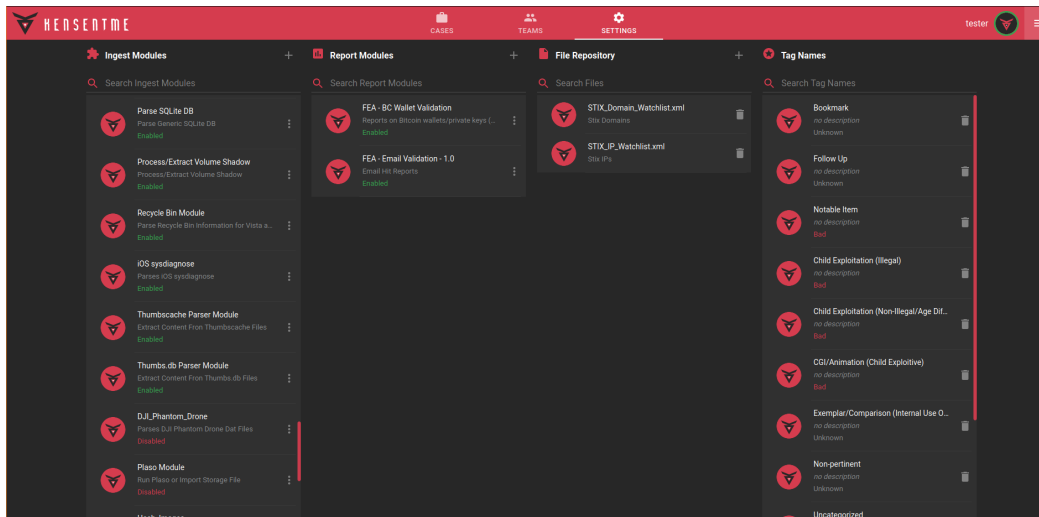 HENSENTME
CASES
TEAMS
SETTINGS
tester
Ingest Modules
Search Ingest Modules
Parse SQLite DB
Parse Generic SQLite DB
Enabled
Process/Extract Volume Shadow
Process/Extract Volume Shadow
Enabled
Recycle Bin Module
Parse Recycle Bin Information for Vista a...
Enabled
iOS sysdiagnose
Parses iOS sysdiagnose
Enabled
Thumbscache Parser Module
Extract Content Fron Thumbscache Files
Enabled
Thumbs.db Parser Module
Extract Content Fron Thumbs.db Files
Enabled
DJI_Phantom_Drone
Parses DJI Phantom Drone Dat Files
Disabled
Plaso Module
Run Plaso or Import Storage File
Disabled
Report Modules
Search Report Modules
FEA - BC Wallet Validation
Reports on Bitcoin wallets/private keys (...
Enabled
FEA - Email Validation - 1.0
Email Hit Reports
Enabled
File Repository
Search Files
STIX_Domain_Watchlist.xml
Stix Domains
STIX_IP_Watchlist.xml
Stix IPs
Tag Names
Search Tag Names
Bookmark
no description
Unknown
Follow Up
no description
Unknown
Notable Item
no description
Bad
Child Exploitation (Illegal)
no description
Bad
Child Exploitation (Non-Illegal/Age Dif...
no description
Bad
CGI/Animation (Child Exploitive)
no description
Bad
Exemplar/Comparison (Internal Use O...
no description
Unknown
Non-pertinent
no description
Unknown
Uncategorized